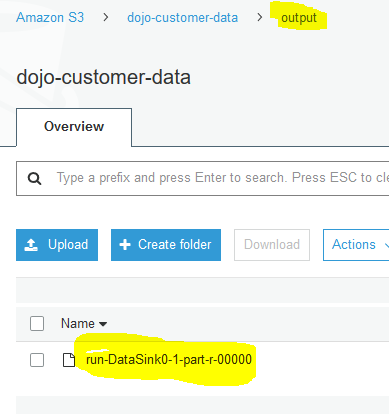 Amazon S3 > dojo-customer-data > output
dojo-customer-data
Overview
Type a prefix and press Enter to search. Press ESC to cle
Upload
Create folder
Download
Actions
Name
run-DataSink0-1-part-r-00000